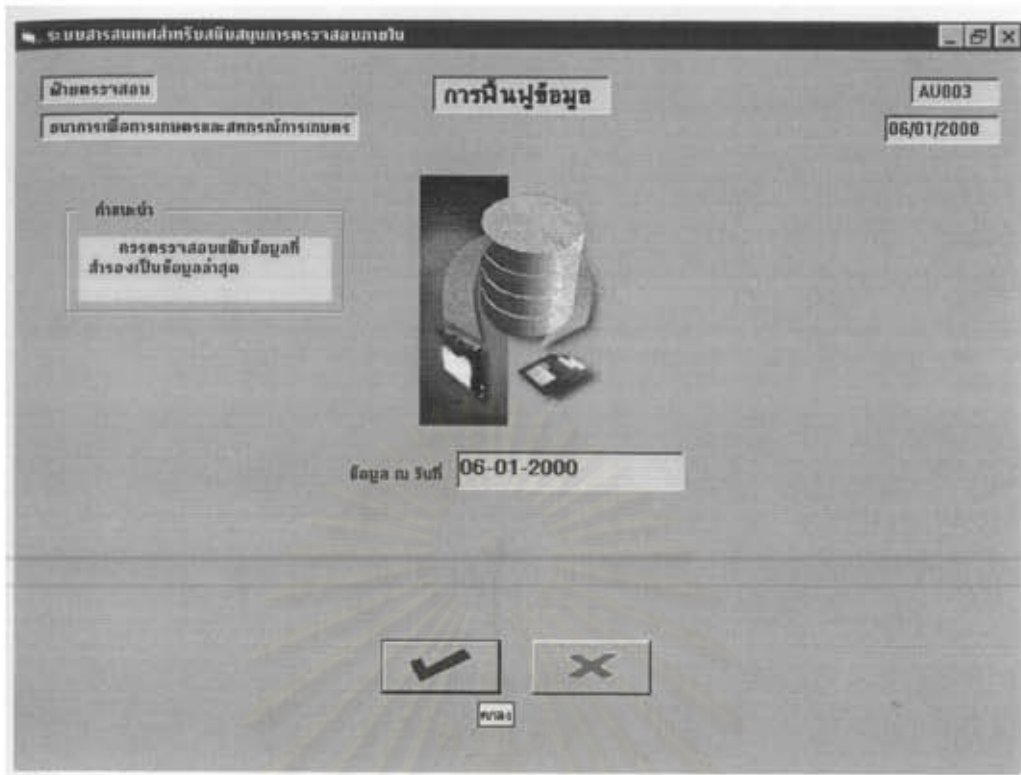 ระบบสารสนเทศสำหรับสนับสนุนการตรวจสอบภายใน
ฝ่ายตรวจสอบ
การฟื้นฟูข้อมูล
AU003
ธนาคารเพื่อการเกษตรและสหกรณ์การเกษตร
06/01/2000
คำแนะนำ
ควรตรวจสอบแฟ้มข้อมูลที่
สำรองเป็นข้อมูลล่าสุด
ข้อมูล ณ วันที่ 06-01-2000
ตกลง